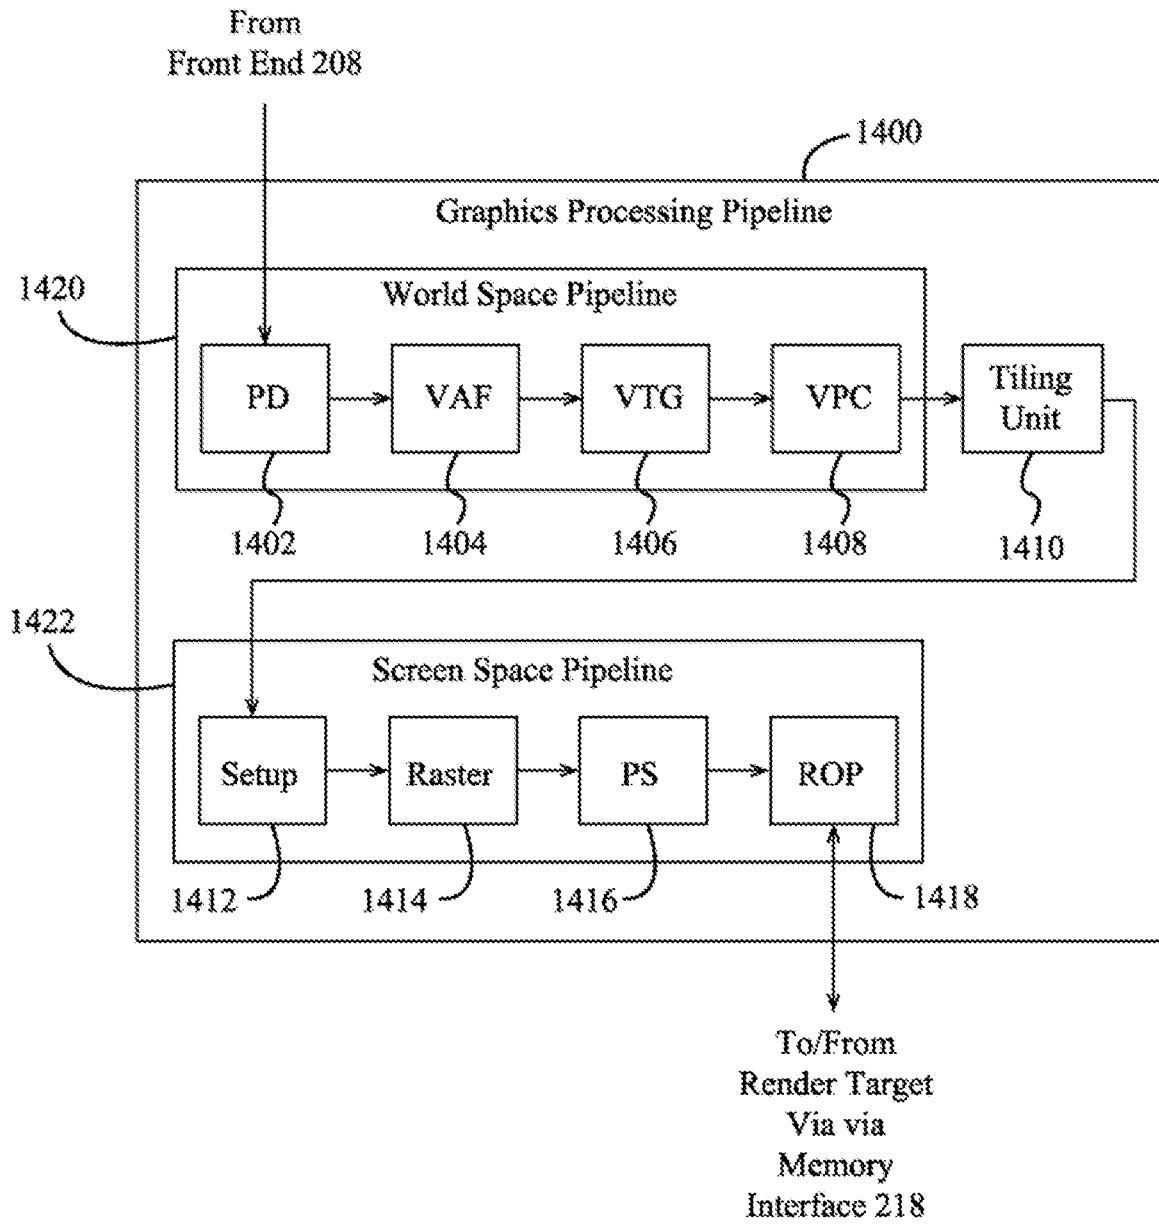 From
Front End 208
1400
Graphics Processing Pipeline
1420
World Space Pipeline
PD
VAF
VTG
VPC
Tiling
Unit
1402
1404
1406
1408
1410
1422
Screen Space Pipeline
Setup
Raster
PS
ROP
1412
1414
1416
1418
To/From
Render Target
Via via
Memory
Interface 218